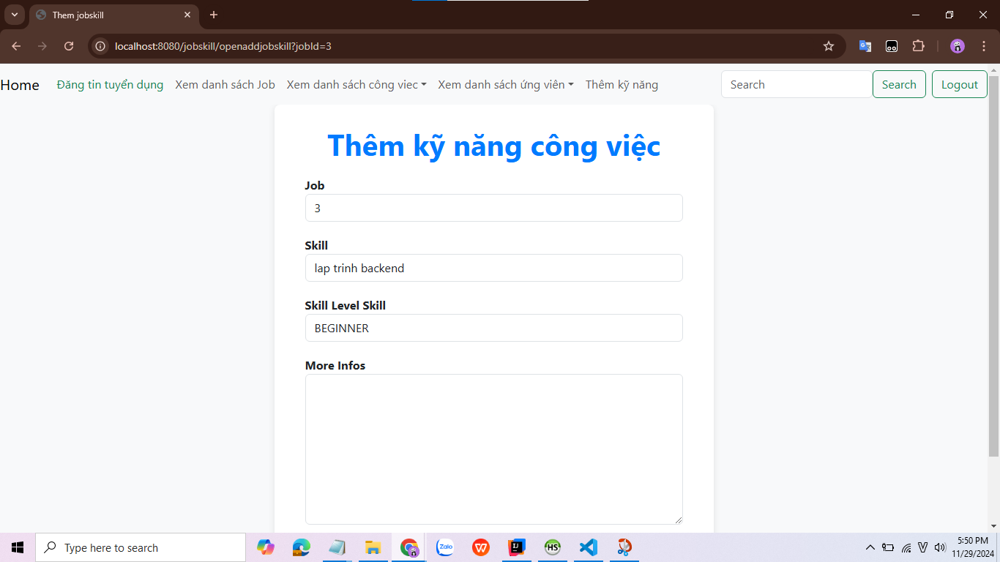 Them jobskill
localhost:8080/jobskill/openaddjobskill?jobId=3
Home Đăng tin tuyển dụng Xem danh sách Job Xem danh sách công viec Xem danh sách ứng viên Thêm kỹ năng Search Search Logout
Thêm kỹ năng công việc
Job
3
Skill
lap trinh backend
Skill Level Skill
BEGINNER
More Infos
Type here to search
Zalo
W
IJ
HS
V
5:50 PM
11/29/2024